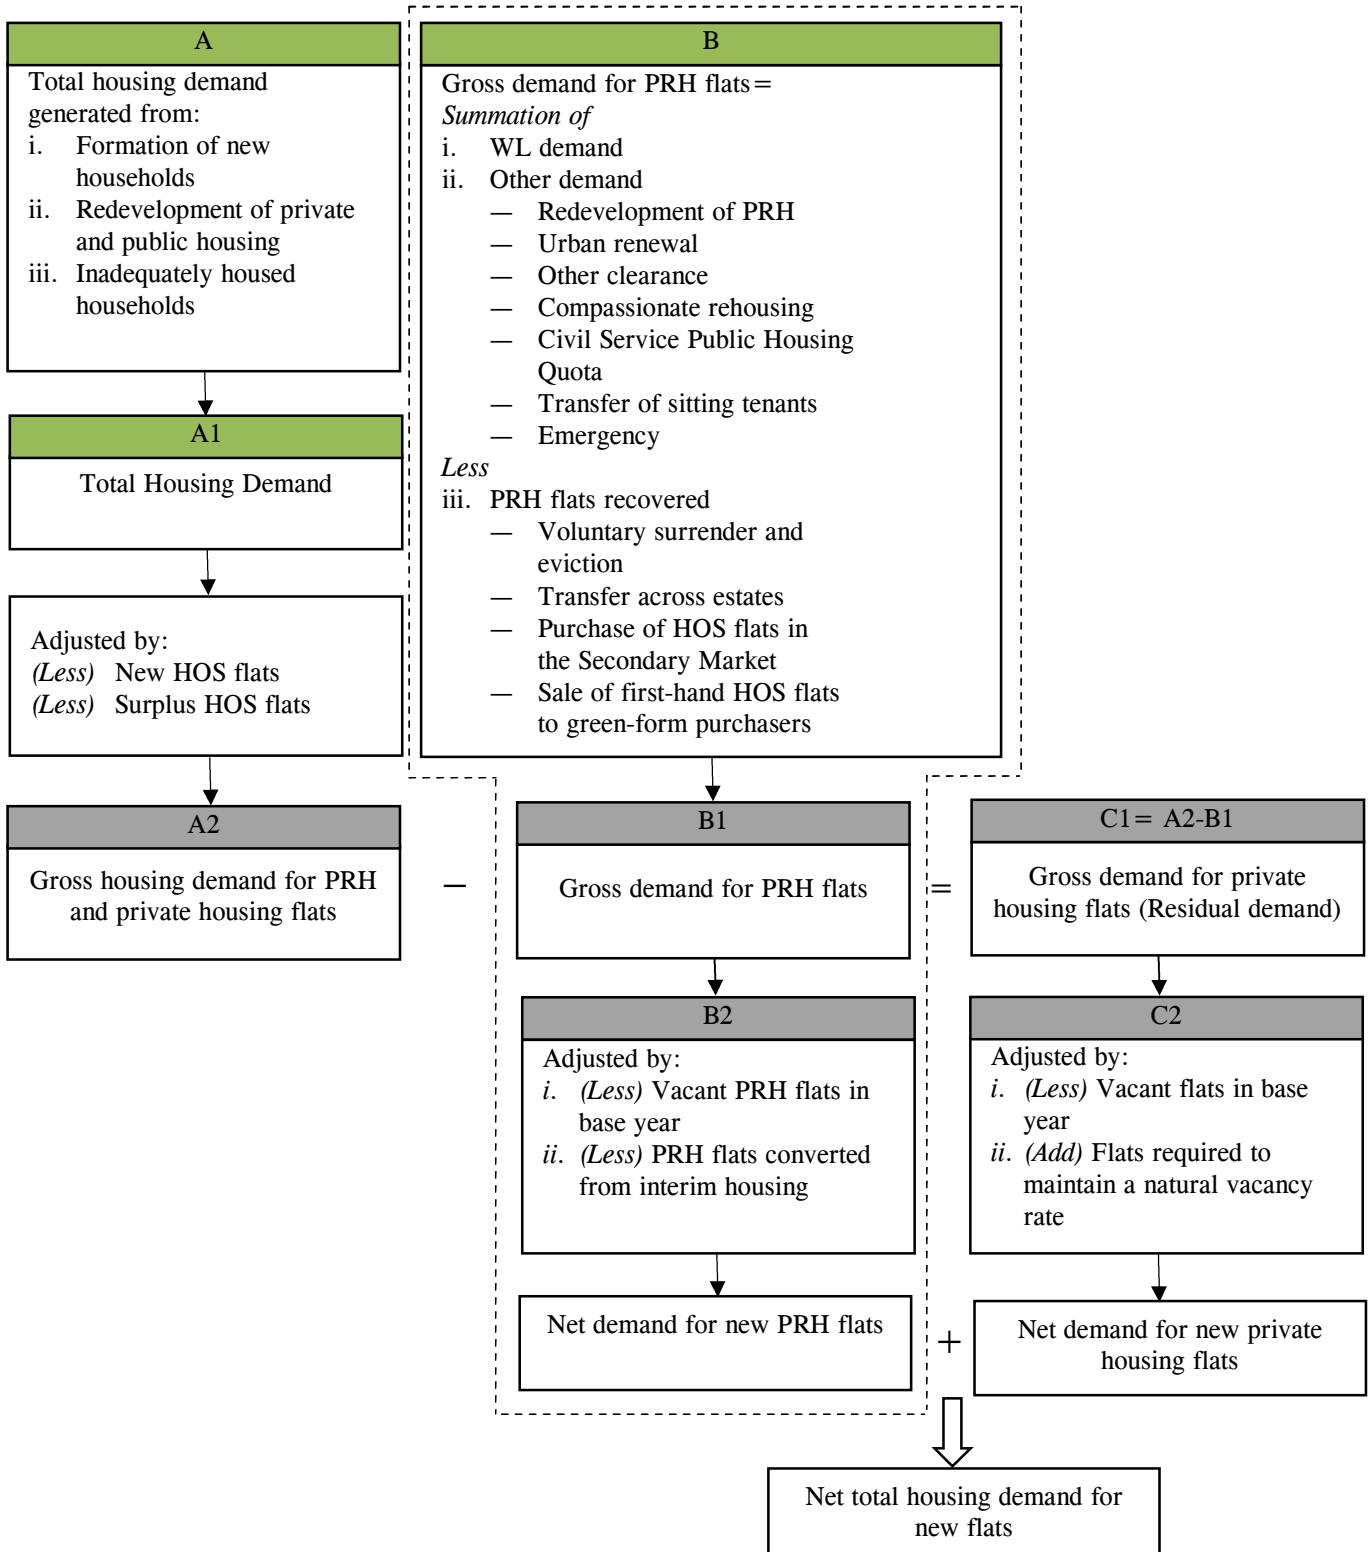 A
Total housing demand
generated from:
i. Formation of new
households
ii. Redevelopment of private
and public housing
iii. Inadequately housed
households
A1
Total Housing Demand
Adjusted by:
(Less) New HOS flats
(Less) Surplus HOS flats
A2
Gross housing demand for PRH
and private housing flats
B
Gross demand for PRH flats=
Summation of
i. WL demand
ii. Other demand
— Redevelopment of PRH
— Urban renewal
— Other clearance
— Compassionate rehousing
— Civil Service Public Housing
Quota
— Transfer of sitting tenants
— Emergency
Less
iii. PRH flats recovered
— Voluntary surrender and
eviction
— Transfer across estates
— Purchase of HOS flats in
the Secondary Market
— Sale of first-hand HOS flats
to green-form purchasers
−
B1
Gross demand for PRH flats
=
C1= A2-B1
Gross demand for private
housing flats (Residual demand)
B2
Adjusted by:
i. (Less) Vacant PRH flats in
base year
ii. (Less) PRH flats converted
from interim housing
C2
Adjusted by:
i. (Less) Vacant flats in base
year
ii. (Add) Flats required to
maintain a natural vacancy
rate
Net demand for new PRH flats
+
Net demand for new private
housing flats
Net total housing demand for
new flats